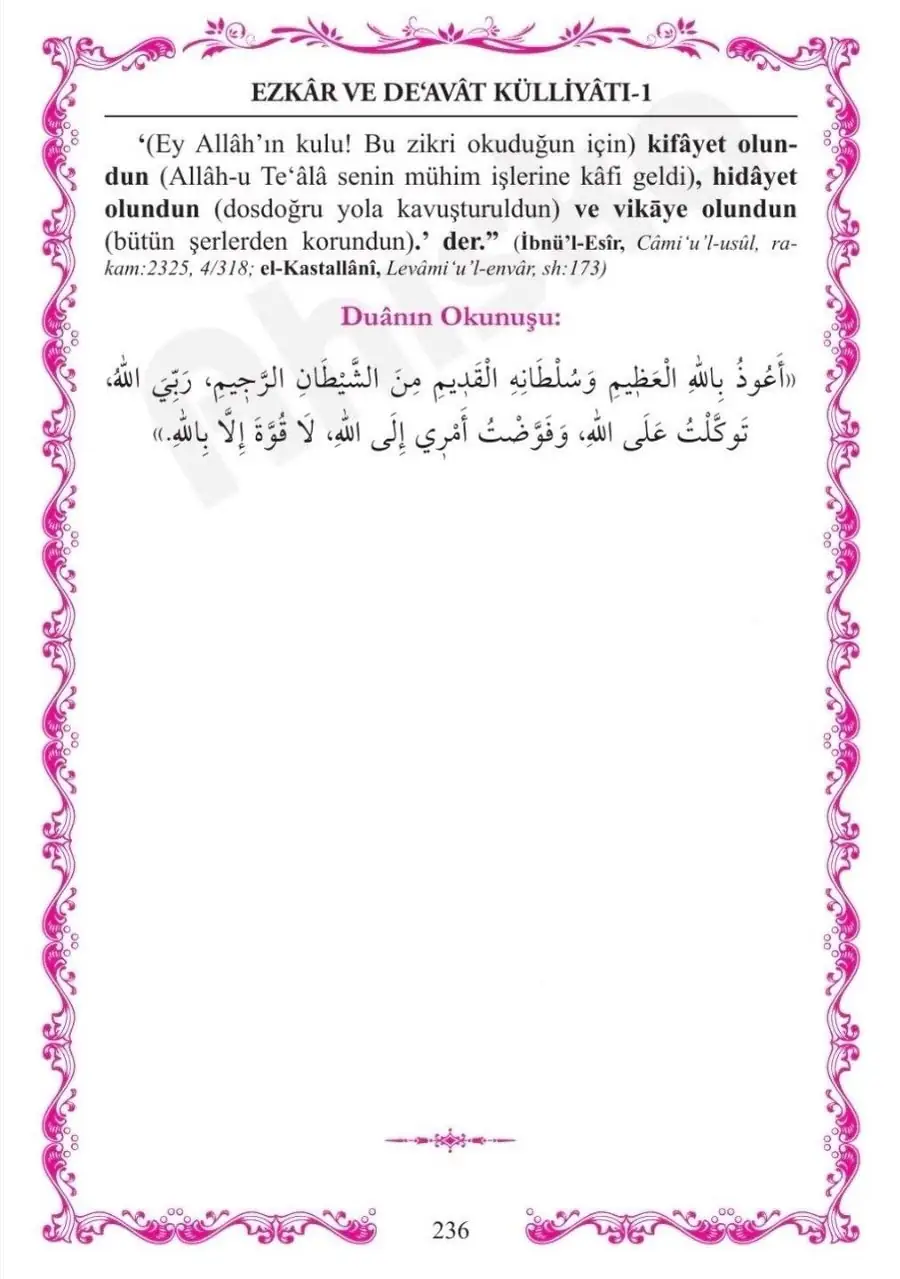 EZKÂR VE DE‘AVÂT KÜLLİYÂTI-1
‘(Ey Allâh’ın kulu! Bu zikri okuduğun için) kifâyet olun-
dun (Allâh-u Te‘âlâ senin mühim işlerine kâfi geldi), hidâyet
olundun (dosdoğru yola kavuşturuldun) ve vikāye olundun
(bütün şerlerden korundun).’ der.” (İbnü’l-Esîr, Câmi‘u’l-usûl, ra-
kam:2325, 4/318; el-Kastallânî, Levâmi‘u’l-envâr, sh:173)
Duânın Okunuşu:
«أَعُوذُ بِاللهِ الْعَظِيمِ وَسُلْطَانِهِ الْقَدِيمِ مِنَ الشَّيْطَانِ الرَّجِيمِ، رَبِّيَ اللهُ،
تَوَكَّلْتُ عَلَى اللهِ، وَفَوَّضْتُ أَمْرِي إِلَى اللهِ، لَا قُوَّةَ إِلَّا بِاللهِ.»
236